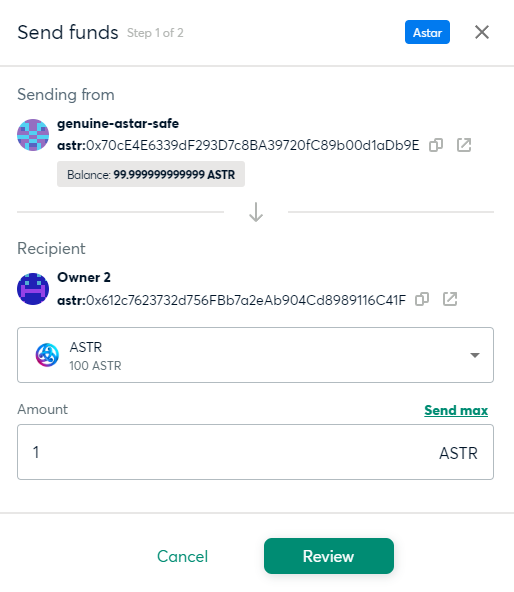 Send funds Step 1 of 2 Astar
Sending from
genuine-astar-safe
astr:0x70cE4E6339dF293D7c8BA39720fC89b00d1aDb9E
Balance: 99.999999999999 ASTR
Recipient
Owner 2
astr:0x612c7623732d756FBb7a2eAb904Cd8989116C41F
ASTR
100 ASTR
Amount Send max
1 ASTR
Cancel Review